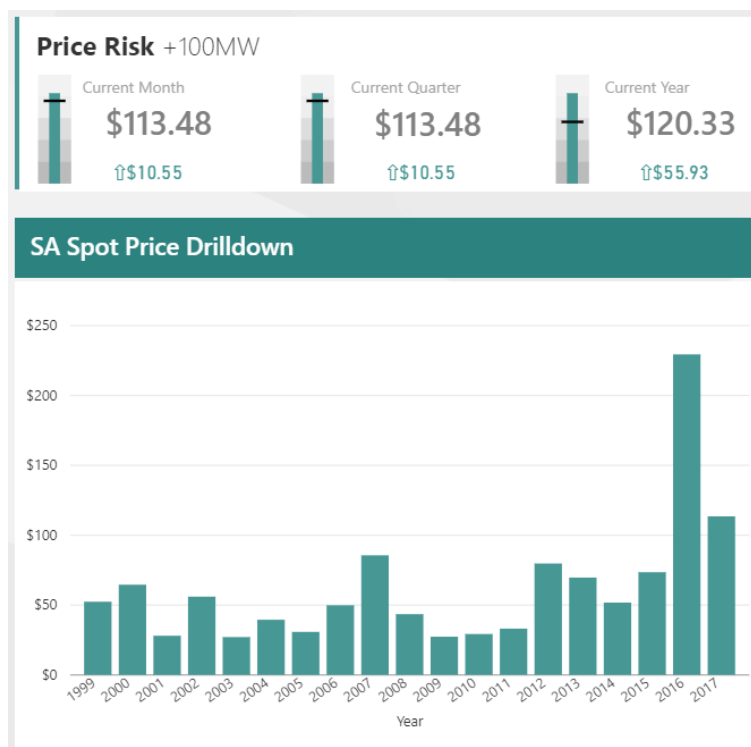 Price Risk +100MW
Current Month
$113.48
⇧$10.55
Current Quarter
$113.48
⇧$10.55
Current Year
$120.33
⇧$55.93
SA Spot Price Drilldown
$250
$200
$150
$100
$50
$0
1999 2000 2001 2002 2003 2004 2005 2006 2007 2008 2009 2010 2011 2012 2013 2014 2015 2016 2017
Year